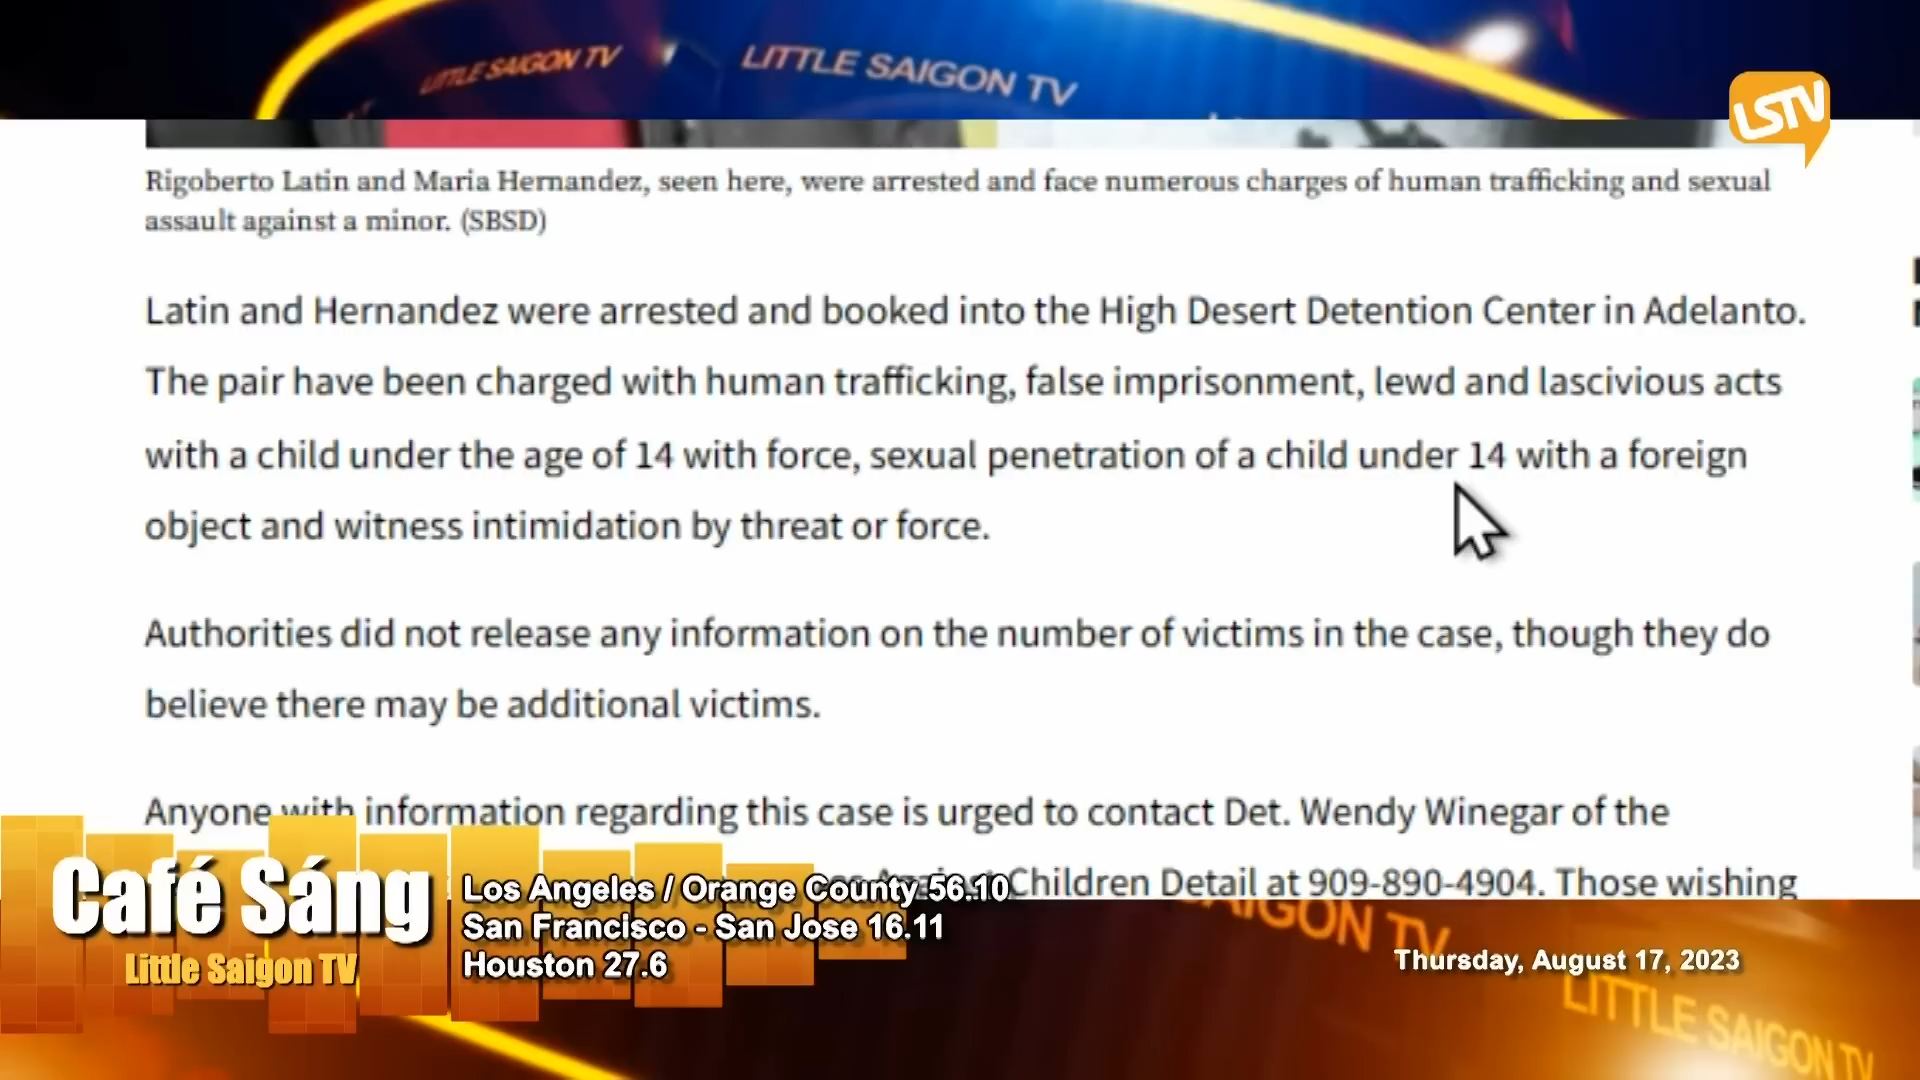 LITTLE SAIGON TV
LITTLE SAIGON TV
LSTV
Rigoberto Latin and Maria Hernandez, seen here, were arrested and face numerous charges of human trafficking and sexual
assault against a minor. (SBSD)
Latin and Hernandez were arrested and booked into the High Desert Detention Center in Adelanto.
The pair have been charged with human trafficking, false imprisonment, lewd and lascivious acts
with a child under the age of 14 with force, sexual penetration of a child under 14 with a foreign
object and witness intimidation by threat or force.
Authorities did not release any information on the number of victims in the case, though they do
believe there may be additional victims.
Anyone with information regarding this case is urged to contact Det. Wendy Winegar of the
Children Detail at 909-890-4904. Those wishing
Café Sáng
Little Saigon TV
Los Angeles / Orange County 56.10
San Francisco - San Jose 16.11
Houston 27.6
SAIGON TV
Thursday, August 17, 2023
LITTLE SAIGON TV